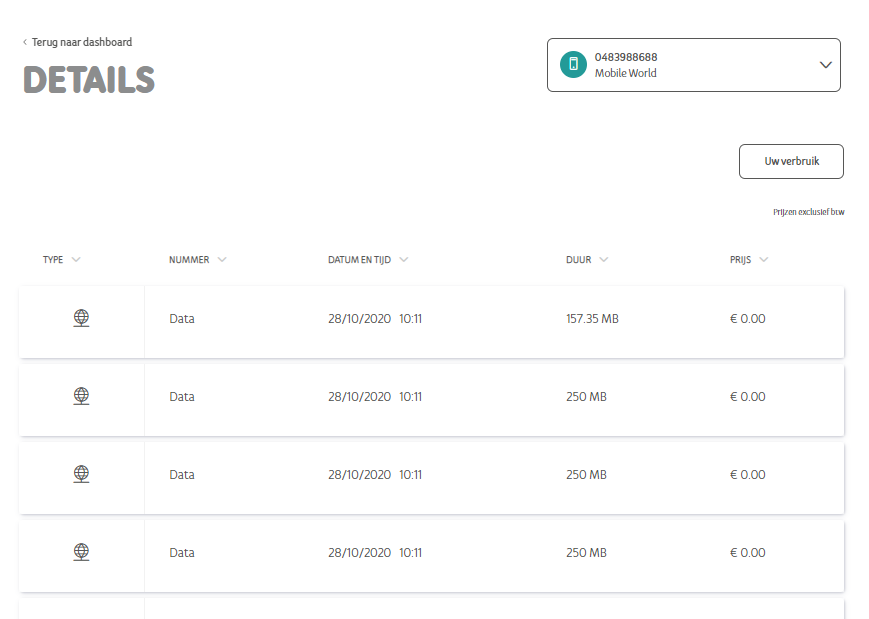 Terug naar dashboard
DETAILS
0483988688
Mobile World
Uw verbruik
Prijzen exclusief btw
TYPE NUMMER DATUM EN TIJD DUUR PRIJS
Data 28/10/2020 10:11 157.35 MB € 0.00
Data 28/10/2020 10:11 250 MB € 0.00
Data 28/10/2020 10:11 250 MB € 0.00
Data 28/10/2020 10:11 250 MB € 0.00